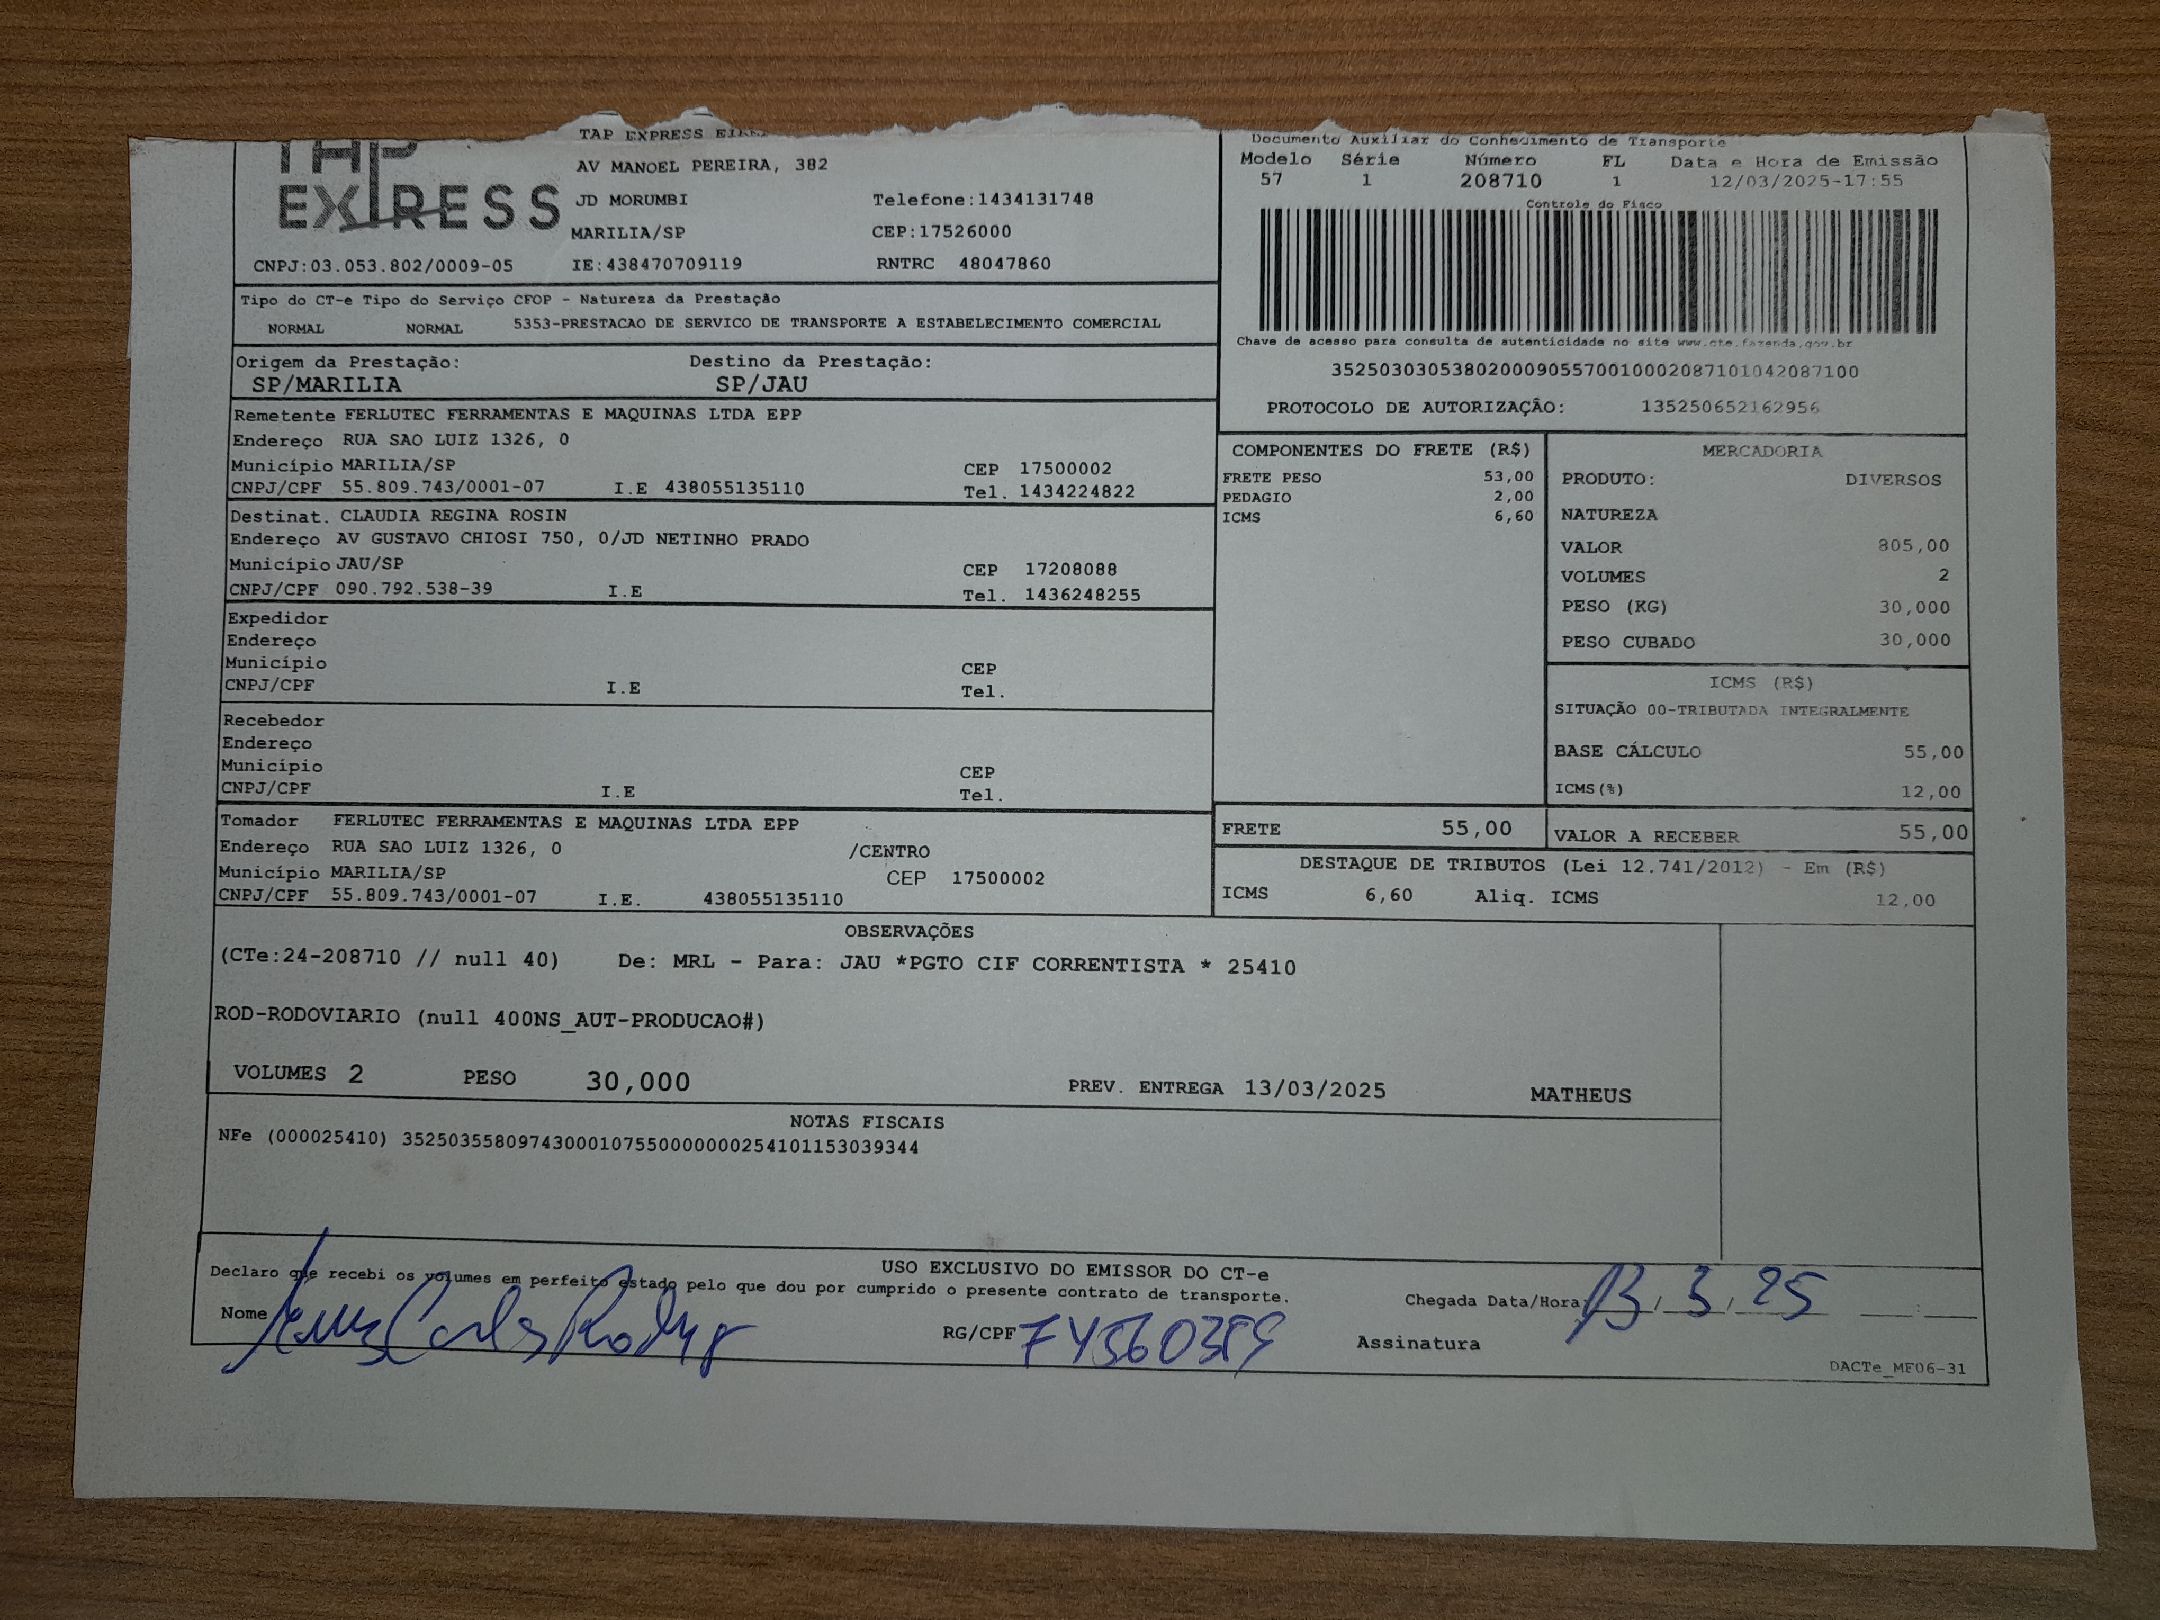 TAP EXPRESS
TAP EXPRESS
AV MANOEL PEREIRA, 382
JD MORUMBI Telefone:1434131748
MARILIA/SP CEP:17526000
CNPJ:03.053.802/0009-05 IE:438470709119 RNTRC 48047860
Documento Auxiliar do Conhecimento de Transporte
Modelo Série Número FL Data e Hora de Emissão
57 1 208710 1 12/03/2025-17:55
Controle do Fisco
Chave de acesso para consulta de autenticidade no site www.cte.fazenda.gov.br
35250303053802000905570010002087101042087100
PROTOCOLO DE AUTORIZAÇÃO: 135250652162956
Tipo do CT-e Tipo do Serviço CFOP - Natureza da Prestação
NORMAL NORMAL 5353-PRESTACAO DE SERVICO DE TRANSPORTE A ESTABELECIMENTO COMERCIAL
Origem da Prestação: Destino da Prestação:
SP/MARILIA SP/JAU
Remetente FERLUTEC FERRAMENTAS E MAQUINAS LTDA EPP
Endereço RUA SAO LUIZ 1326, 0
Município MARILIA/SP CEP 17500002
CNPJ/CPF 55.809.743/0001-07 I.E 438055135110 Tel. 1434224822
Destinat. CLAUDIA REGINA ROSIN
Endereço AV GUSTAVO CHIOSI 750, 0/JD NETINHO PRADO
Município JAU/SP CEP 17208088
CNPJ/CPF 090.792.538-39 I.E Tel. 1436248255
Expedidor
Endereço
Município CEP
CNPJ/CPF I.E Tel.
Recebedor
Endereço
Município CEP
CNPJ/CPF I.E Tel.
Tomador FERLUTEC FERRAMENTAS E MAQUINAS LTDA EPP
Endereço RUA SAO LUIZ 1326, 0 /CENTRO
Município MARILIA/SP CEP 17500002
CNPJ/CPF 55.809.743/0001-07 I.E. 438055135110
COMPONENTES DO FRETE (R$)
FRETE PESO 53,00
PEDAGIO 2,00
ICMS 6,60
MERCADORIA
PRODUTO: DIVERSOS
NATUREZA
VALOR 805,00
VOLUMES 2
PESO (KG) 30,000
PESO CUBADO 30,000
ICMS (R$)
SITUAÇÃO 00-TRIBUTADA INTEGRALMENTE
BASE CÁLCULO 55,00
ICMS(%) 12,00
FRETE 55,00 VALOR A RECEBER 55,00
DESTAQUE DE TRIBUTOS (Lei 12.741/2012) - Em (R$)
ICMS 6,60 Aliq. ICMS 12,00
OBSERVAÇÕES
(CTe:24-208710 // null 40) De: MRL - Para: JAU *PGTO CIF CORRENTISTA * 25410
ROD-RODOVIARIO (null 400NS_AUT-PRODUCAO#)
VOLUMES 2 PESO 30,000 PREV. ENTREGA 13/03/2025 MATHEUS
NOTAS FISCAIS
NFe (000025410) 35250355809743000107550000000254101153039344
USO EXCLUSIVO DO EMISSOR DO CT-e
Declaro que recebi os volumes em perfeito estado pelo que dou por cumprido o presente contrato de transporte.
Nome Carlos RG/CPF Chegada Data/Hora 13/3/25 :
Assinatura
DACTe_MF06-31